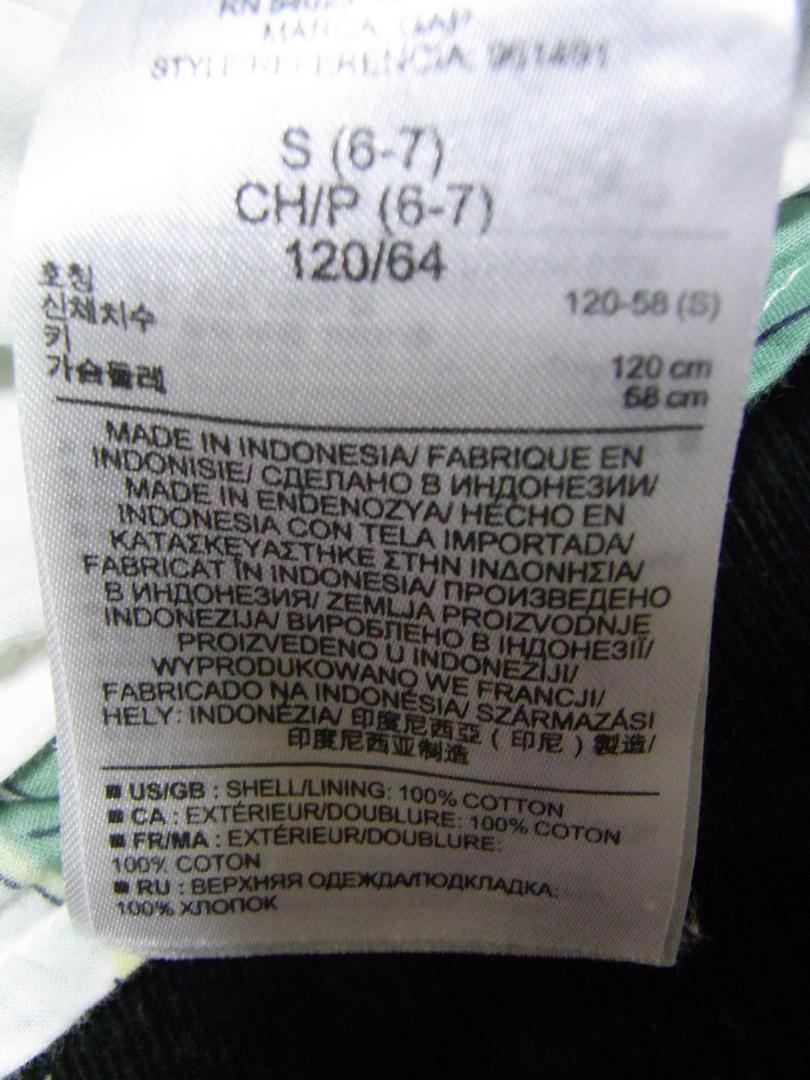 MARCA: GAP
STYLE/REFERENCIA: 961491
S (6-7)
CH/P (6-7)
120/64
호칭
신체치수 120-58 (S)
키 120 cm
가슴둘레 58 cm
MADE IN INDONESIA/ FABRIQUE EN
INDONISIE/ СДЕЛАНО В ИНДОНЕЗИИ/
MADE IN ENDENOZYA/ HECHO EN
INDONESIA CON TELA IMPORTADA/
ΚΑΤΑΣΚΕΥΑΣΤΗΚΕ ΣΤΗΝ ΙΝΔΟΝΗΣΙΑ/
FABRICAT ÎN INDONESIA/ ПРОИЗВЕДЕНО
В ИНДОНЕЗИЯ/ ZEMLJA PROIZVODNJE
INDONEZIJA/ ВИРОБЛЕНО В ІНДОНЕЗІЇ/
PROIZVEDENO U INDONEZIJI/
WYPRODUKOWANO WE FRANCJI/
FABRICADO NA INDONÉSIA/ SZÁRMAZÁSI
HELY: INDONÉZIA/ 印度尼西亞 ( 印尼 ) 製造/
印度尼西亚制造
■ US/GB : SHELL/LINING: 100% COTTON
■ CA : EXTÉRIEUR/DOUBLURE: 100% COTON
■ FR/MA : EXTÉRIEUR/DOUBLURE:
100% COTON
■ RU : ВЕРХНЯЯ ОДЕЖДА/ПОДКЛАДКА:
100% ХЛОПОК